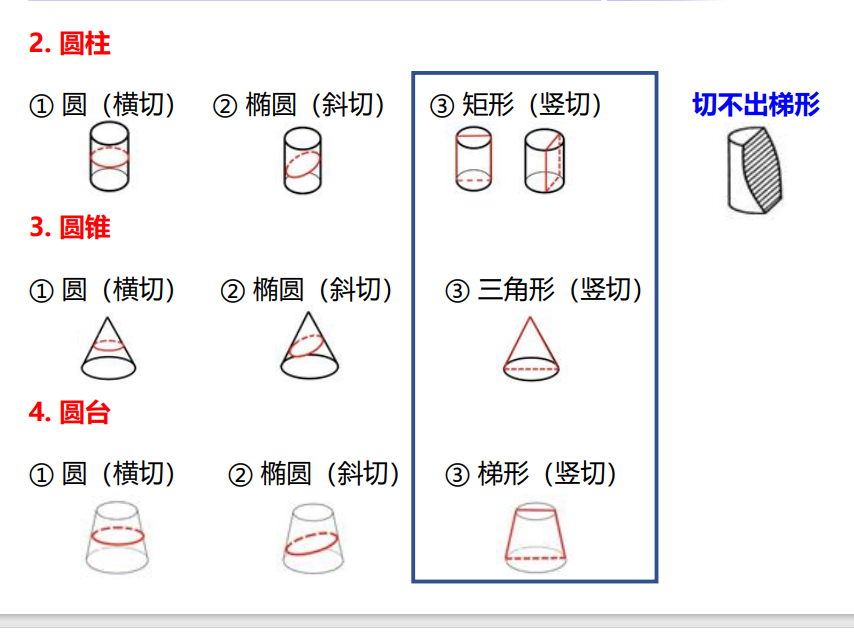 2. 圆柱
① 圆（横切） ② 椭圆（斜切） ③ 矩形（竖切） 切不出梯形
3. 圆锥
① 圆（横切） ② 椭圆（斜切） ③ 三角形（竖切）
4. 圆台
① 圆（横切） ② 椭圆（斜切） ③ 梯形（竖切）